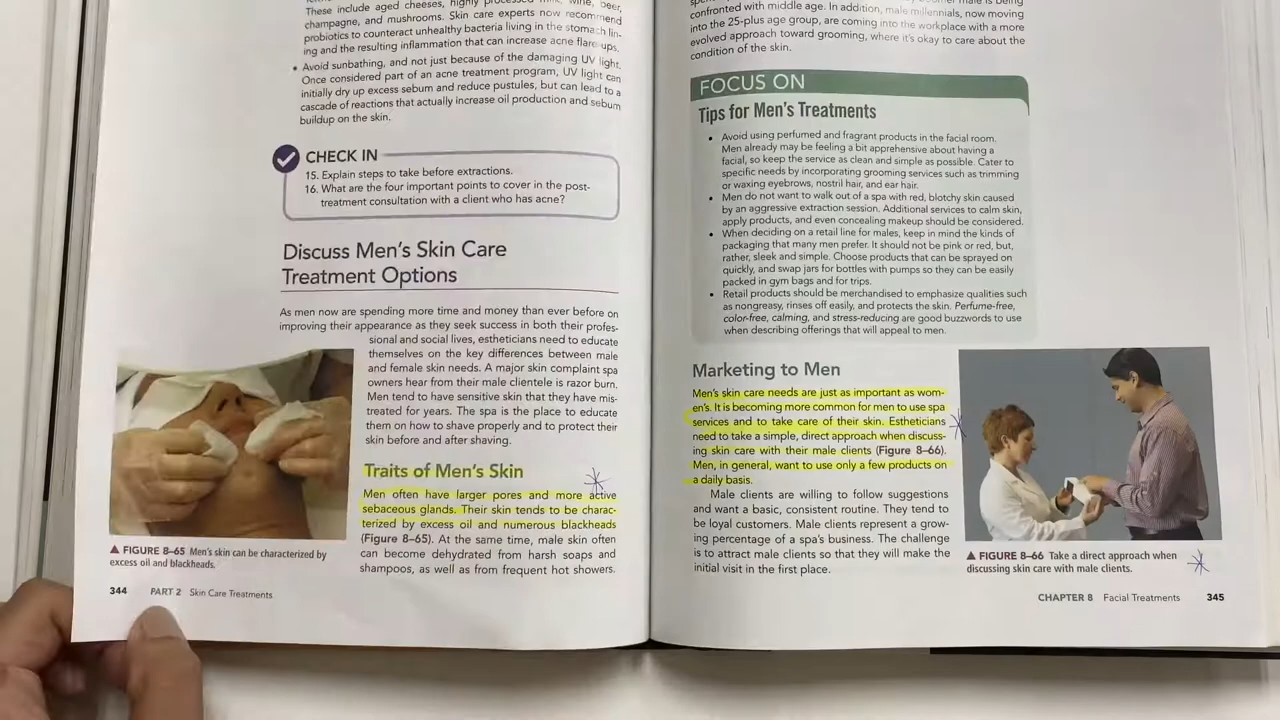 These include aged cheeses, highly processed milk, wine, beer,
champagne, and mushrooms. Skin care experts now recommend
probiotics to counteract unhealthy bacteria living in the stomach lin-
ing and the resulting inflammation that can increase acne flare-ups.
• Avoid sunbathing, and not just because of the damaging UV light.
Once considered part of an acne treatment program, UV light can
initially dry up excess sebum and reduce pustules, but can lead to a
cascade of reactions that actually increase oil production and sebum
buildup on the skin.
CHECK IN
15. Explain steps to take before extractions.
16. What are the four important points to cover in the post-
treatment consultation with a client who has acne?
Discuss Men's Skin Care
Treatment Options
As men now are spending more time and money than ever before on
improving their appearance as they seek success in both their profes-
sional and social lives, estheticians need to educate
themselves on the key differences between male
and female skin needs. A major skin complaint spa
owners hear from their male clientele is razor burn.
Men tend to have sensitive skin that they have mis-
treated for years. The spa is the place to educate
them on how to shave properly and to protect their
skin before and after shaving.
Traits of Men's Skin
Men often have larger pores and more active
sebaceous glands. Their skin tends to be charac-
terized by excess oil and numerous blackheads
(Figure 8–65). At the same time, male skin often
can become dehydrated from harsh soaps and
shampoos, as well as from frequent hot showers.
▲ FIGURE 8–65 Men's skin can be characterized by
excess oil and blackheads.
344 PART 2 Skin Care Treatments
confronted with middle age. In addition, male millennials, now moving
into the 25-plus age group, are coming into the workplace with a more
evolved approach toward grooming, where it's okay to care about the
condition of the skin.
FOCUS ON
Tips for Men's Treatments
• Avoid using perfumed and fragrant products in the facial room.
Men already may be feeling a bit apprehensive about having a
facial, so keep the service as clean and simple as possible. Cater to
specific needs by incorporating grooming services such as trimming
or waxing eyebrows, nostril hair, and ear hair.
• Men do not want to walk out of a spa with red, blotchy skin caused
by an aggressive extraction session. Additional services to calm skin,
apply products, and even concealing makeup should be considered.
• When deciding on a retail line for males, keep in mind the kinds of
packaging that many men prefer. It should not be pink or red, but,
rather, sleek and simple. Choose products that can be sprayed on
quickly, and swap jars for bottles with pumps so they can be easily
packed in gym bags and for trips.
• Retail products should be merchandised to emphasize qualities such
as nongreasy, rinses off easily, and protects the skin. Perfume-free,
color-free, calming, and stress-reducing are good buzzwords to use
when describing offerings that will appeal to men.
Marketing to Men
Men's skin care needs are just as important as wom-
en's. It is becoming more common for men to use spa
services and to take care of their skin. Estheticians
need to take a simple, direct approach when discuss-
ing skin care with their male clients (Figure 8–66).
Men, in general, want to use only a few products on
a daily basis.
Male clients are willing to follow suggestions
and want a basic, consistent routine. They tend to
be loyal customers. Male clients represent a grow-
ing percentage of a spa's business. The challenge
is to attract male clients so that they will make the
initial visit in the first place.
▲ FIGURE 8–66 Take a direct approach when
discussing skin care with male clients.
CHAPTER 8 Facial Treatments 345